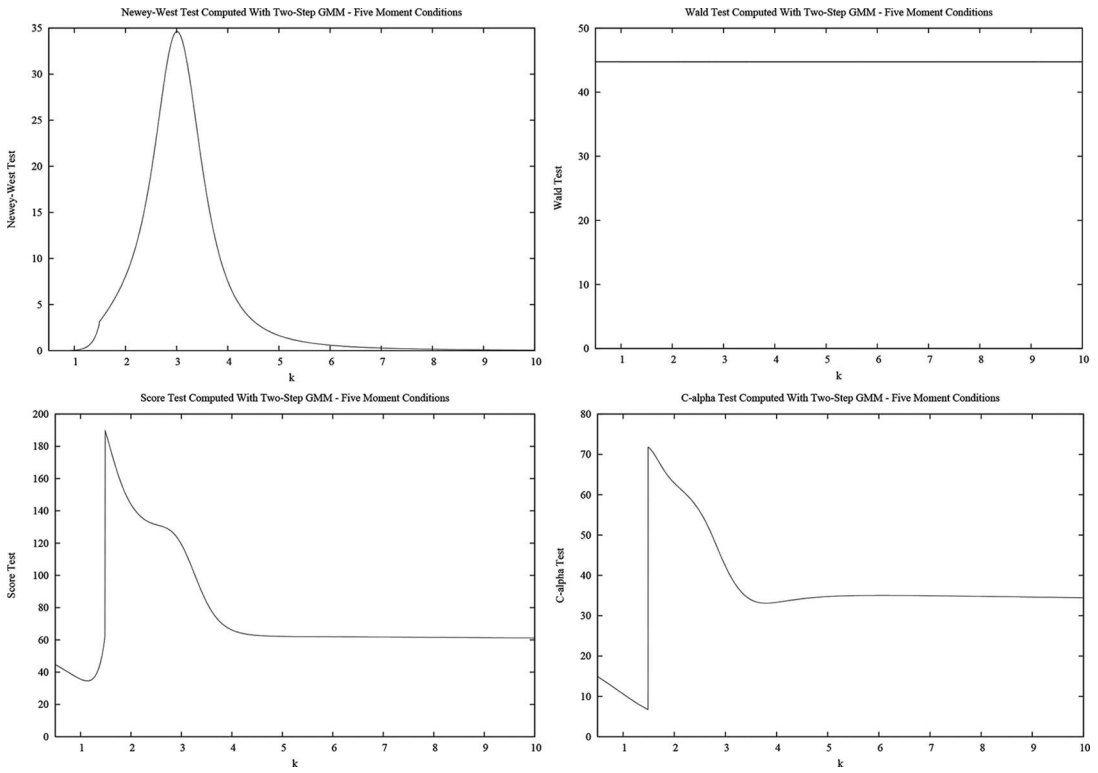 Newey-West Test Computed With Two-Step GMM - Five Moment Conditions
35
30
25
20
15
10
5
0
Newey-West Test
1 2 3 4 5 6 7 8 9 10
k
Wald Test Computed With Two-Step GMM - Five Moment Conditions
50
40
30
20
10
0
Wald Test
1 2 3 4 5 6 7 8 9 10
k
Score Test Computed With Two-Step GMM - Five Moment Conditions
200
180
160
140
120
100
80
60
40
20
0
Score Test
1 2 3 4 5 6 7 8 9 10
k
C-alpha Test Computed With Two-Step GMM - Five Moment Conditions
80
70
60
50
40
30
20
10
0
C-alpha Test
1 2 3 4 5 6 7 8 9 10
k